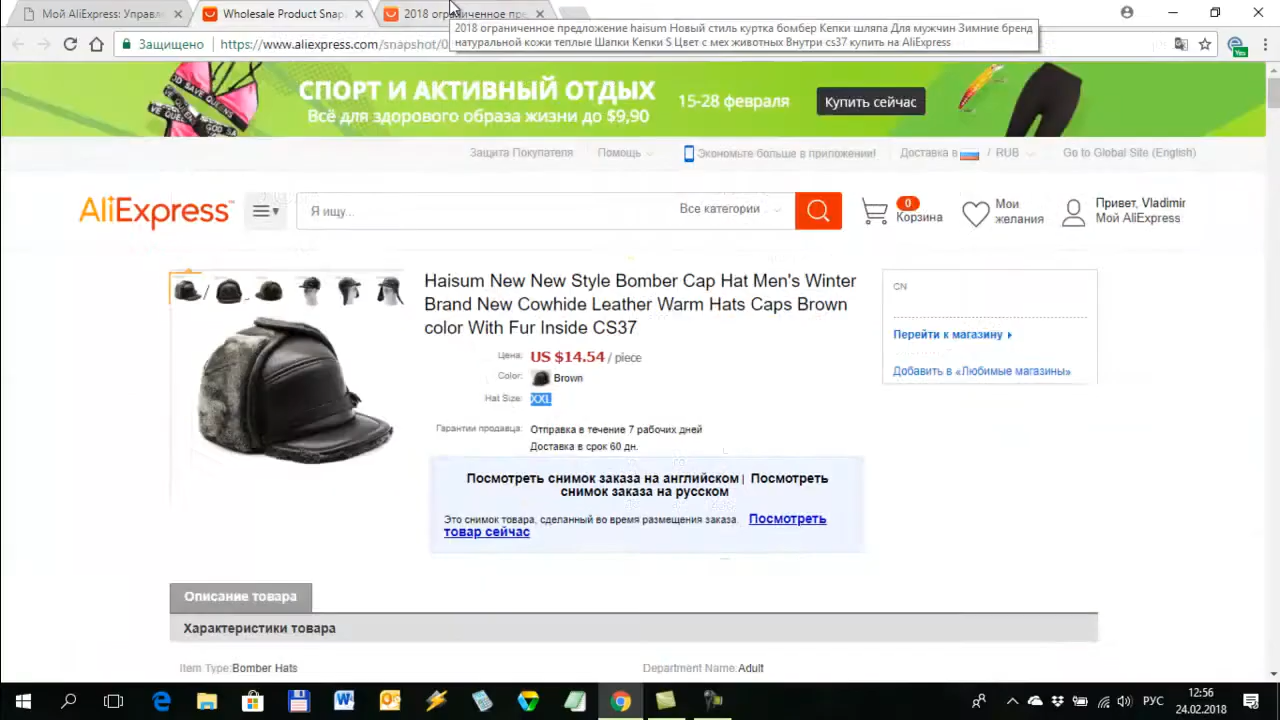 Мой AliExpress: Управл
Wholesale Product Snap
2018 ограниченное пре
2018 ограниченное предложение haisum Новый стиль куртка бомбер Кепки шляпа Для мужчин Зимние бренд
натуральной кожи теплые Шапки Кепки S Цвет с мех животных Внутри cs37 купить на AliExpress
Защищено
https://www.aliexpress.com/snapshot/0
Yes
СПОРТ И АКТИВНЫЙ ОТДЫХ
Всё для здорового образа жизни до $9,90
15-28 февраля
Купить сейчас
Защита Покупателя
Помощь
Экономьте больше в приложении!
Доставка в / RUB
Go to Global Site (English)
AliExpress
Я ищу...
Все категории
0
Корзина
Мои
желания
Привет, Vladimir
Мой AliExpress
Haisum New New Style Bomber Cap Hat Men's Winter
Brand New Cowhide Leather Warm Hats Caps Brown
color With Fur Inside CS37
Цена: US $14.54 / piece
Color: Brown
Hat Size: XXL
Гарантии продавца: Отправка в течение 7 рабочих дней
Доставка в срок 60 дн.
CN
Перейти к магазину
Добавить в «Любимые магазины»
Посмотреть снимок заказа на английском | Посмотреть
снимок заказа на русском
Это снимок товара, сделанный во время размещения заказа. Посмотреть
товар сейчас
Описание товара
Характеристики товара
Item Type:Bomber Hats
Department Name:Adult
РУС
12:56
24.02.2018